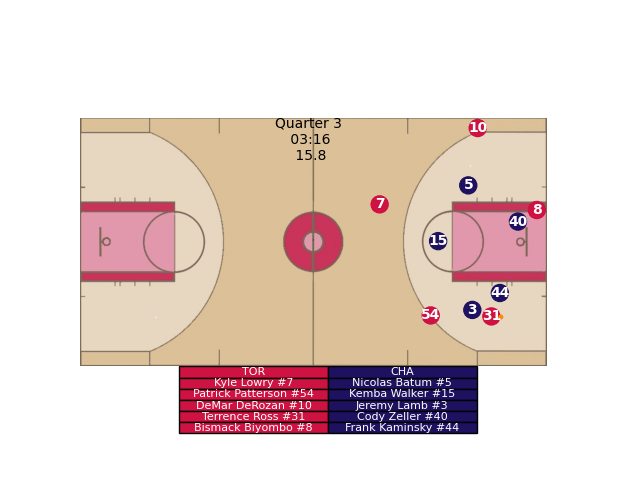 Quarter 3
03:16
15.8
10
5
7
8
40
15
44
3
31
54
TOR CHA
Kyle Lowry #7 Nicolas Batum #5
Patrick Patterson #54 Kemba Walker #15
DeMar DeRozan #10 Jeremy Lamb #3
Terrence Ross #31 Cody Zeller #40
Bismack Biyombo #8 Frank Kaminsky #44